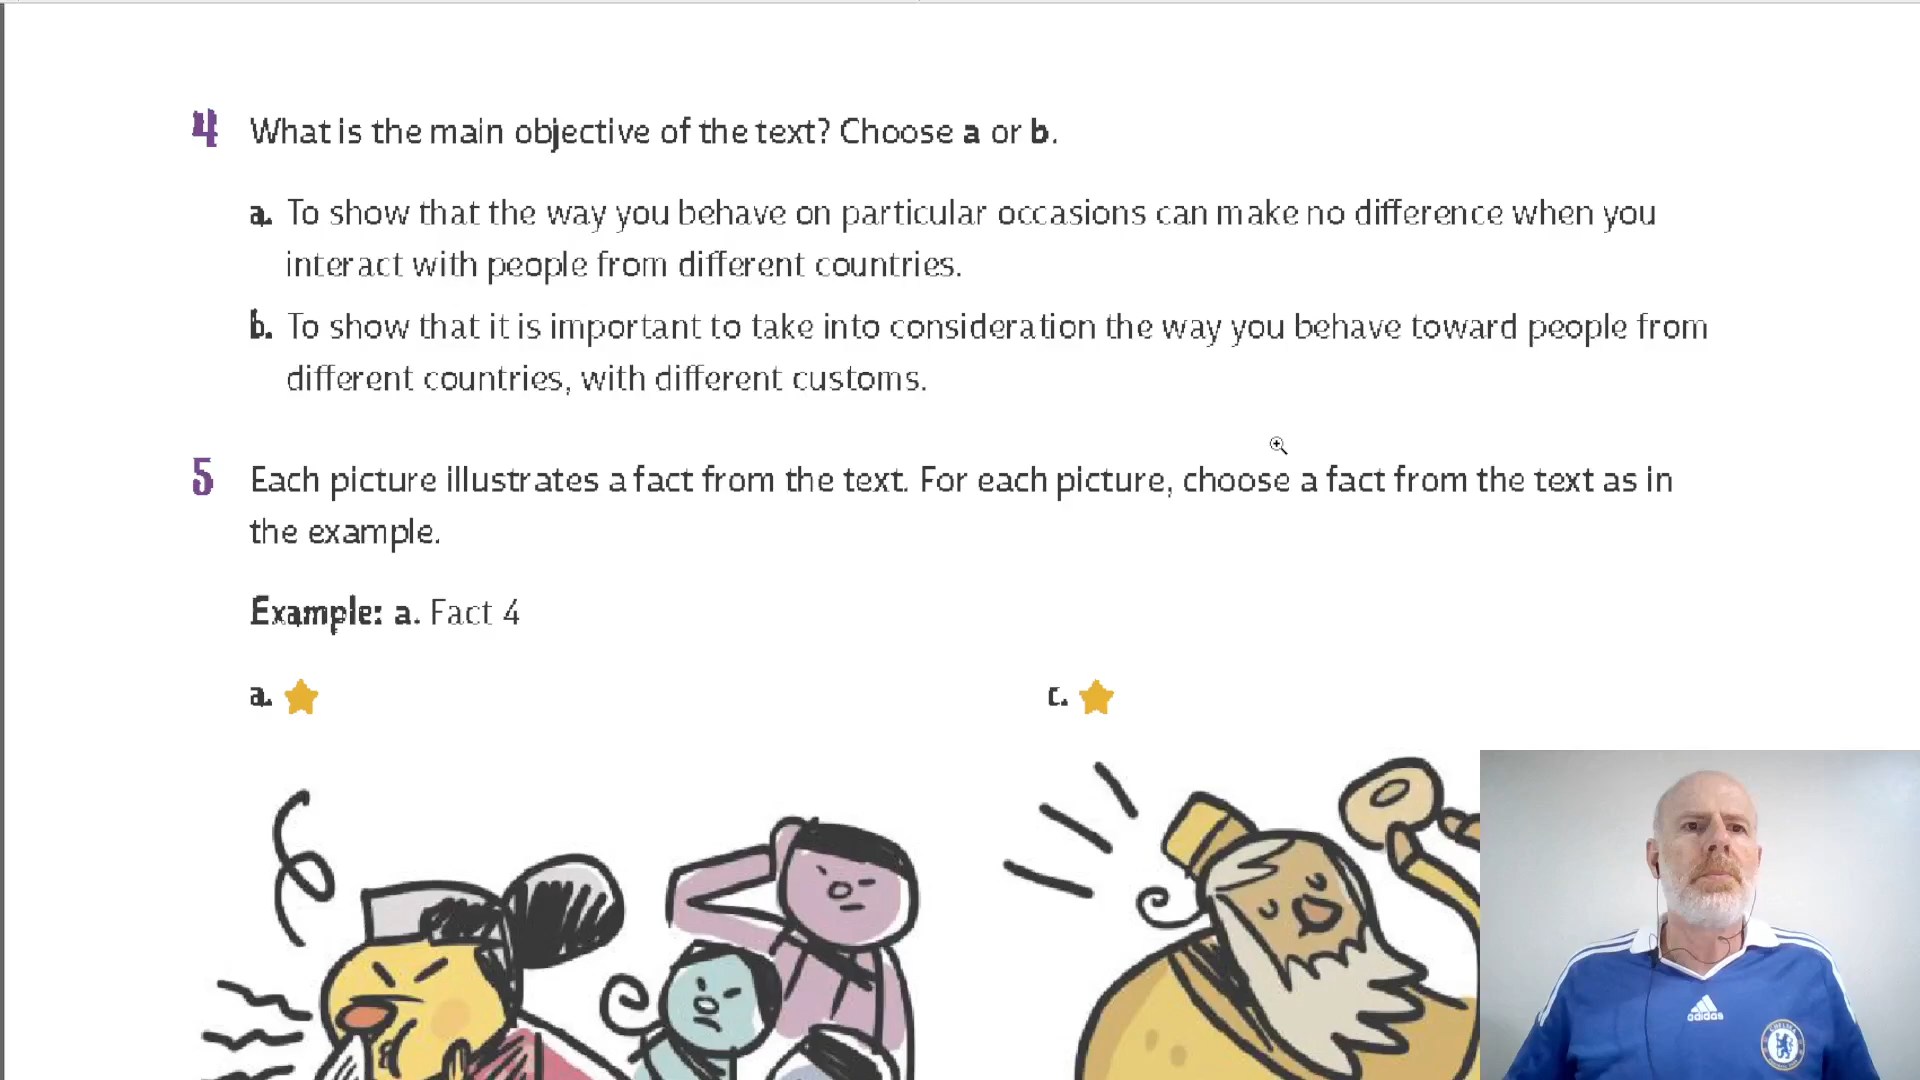 4 What is the main objective of the text? Choose a or b.
a. To show that the way you behave on particular occasions can make no difference when you
interact with people from different countries.
b. To show that it is important to take into consideration the way you behave toward people from
different countries, with different customs.
5 Each picture illustrates a fact from the text. For each picture, choose a fact from the text as in
the example.
Example: a. Fact 4
a.
c.
adidas
CHELSEA